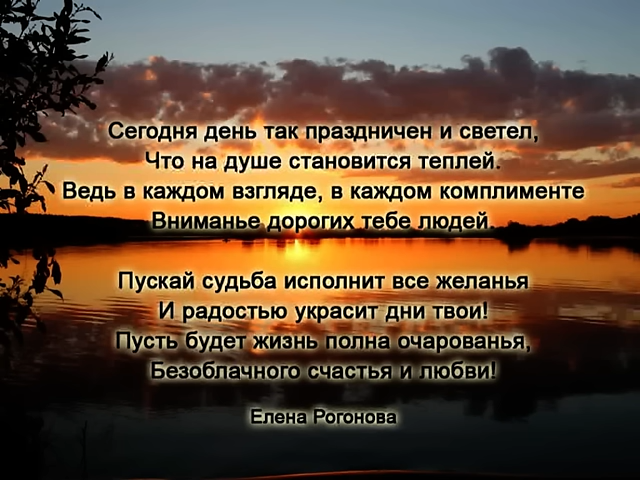 Сегодня день так праздничен и светел,
Что на душе становится теплей.
Ведь в каждом взгляде, в каждом комплименте
Вниманье дорогих тебе людей.
Пускай судьба исполнит все желанья
И радостью украсит дни твои!
Пусть будет жизнь полна очарованья,
Безоблачного счастья и любви!
Елена Рогонова